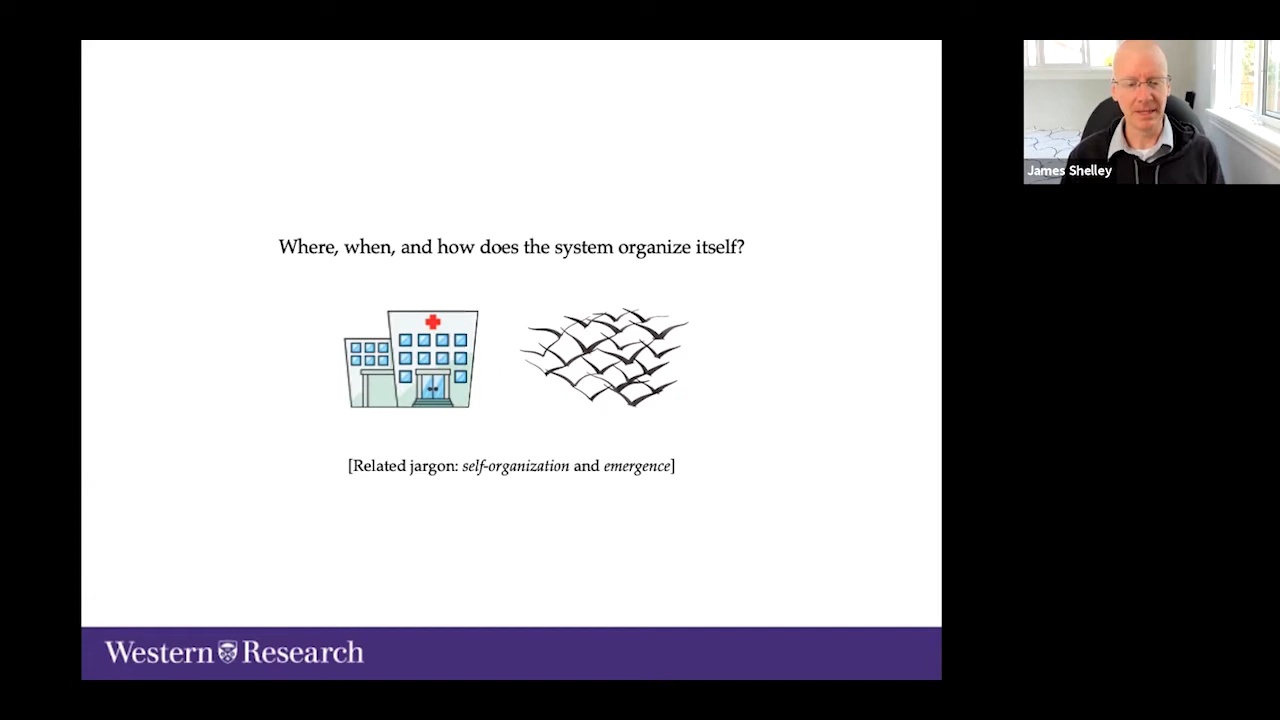 Where, when, and how does the system organize itself?
[Related jargon: self-organization and emergence]
Western Research
James Shelley